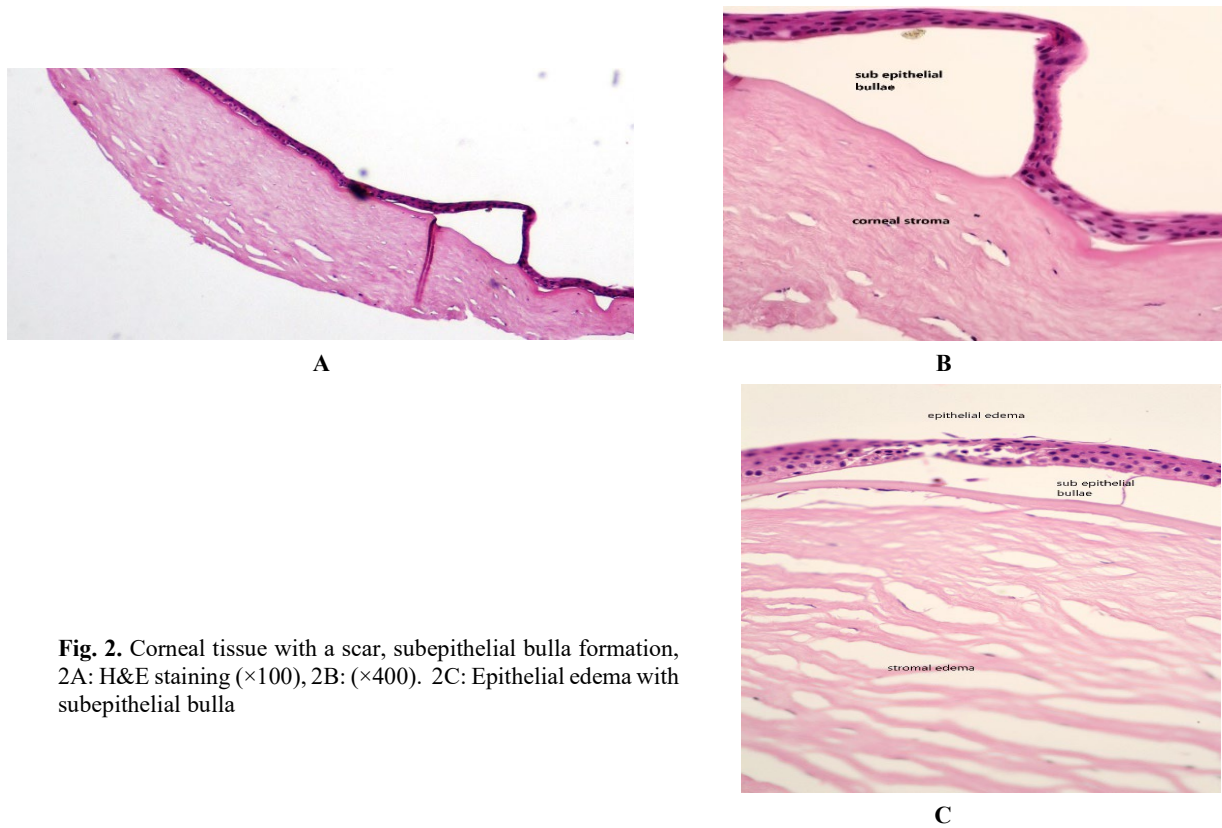 sub epithelial
bullae
corneal stroma
A
B
epithelial edema
sub epithelial
bullae
stromal edema
Fig. 2. Corneal tissue with a scar, subepithelial bulla formation,
2A: H&E staining (×100), 2B: (×400). 2C: Epithelial edema with
subepithelial bulla
C